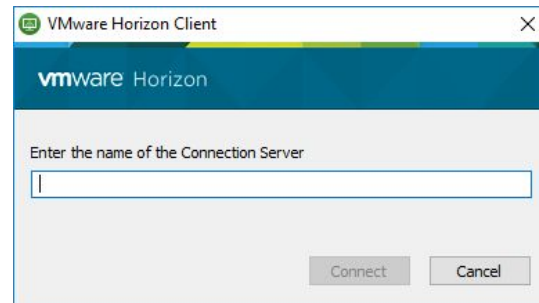 VMware Horizon Client
vmware Horizon
Enter the name of the Connection Server
Connect Cancel